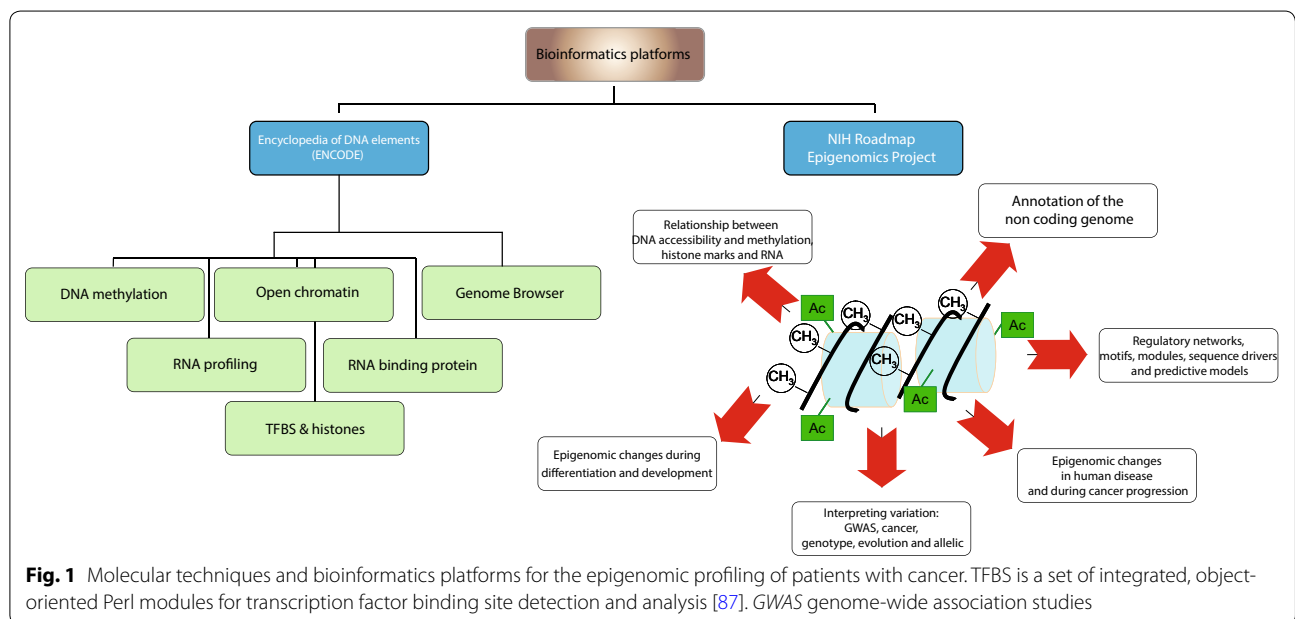 Bioinformatics platforms
Encyclopedia of DNA elements
(ENCODE)
NIH Roadmap
Epigenomics Project
DNA methylation
Open chromatin
Genome Browser
RNA profiling
RNA binding protein
TFBS & histones
Relationship between
DNA accessibility and methylation,
histone marks and RNA
Annotation of the
non coding genome
Ac
CH3
CH3
CH3
CH3
Ac
CH3
CH3
Ac
Ac
Regulatory networks,
motifs, modules, sequence drivers
and predictive models
Epigenomic changes during
differentiation and development
Epigenomic changes
in human disease
and during cancer progression
Interpreting variation:
GWAS, cancer,
genotype, evolution and allelic
Fig. 1 Molecular techniques and bioinformatics platforms for the epigenomic profiling of patients with cancer. TFBS is a set of integrated, object-
oriented Perl modules for transcription factor binding site detection and analysis [87]. GWAS genome-wide association studies